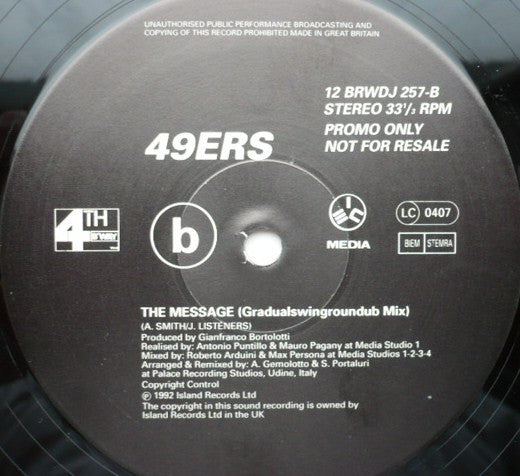 UNAUTHORISED PUBLIC PERFORMANCE BROADCASTING AND
COPYING OF THIS RECORD PROHIBITED MADE IN GREAT BRITAIN
12 BRWDJ 257-B
STEREO 33⅓ RPM
PROMO ONLY
NOT FOR RESALE
49ERS
4TH
B'WAY
b
MEDIA
LC 0407
BIEM STEMRA
THE MESSAGE (Gradualswingroundub Mix)
(A. SMITH/J. LISTENERS)
Produced by Gianfranco Bortolotti
Realised by: Antonio Puntillo & Mauro Pagany at Media Studio 1
Mixed by: Roberto Arduini & Max Persona at Media Studios 1-2-3-4
Arranged & Remixed by: A. Gemolotto & S. Portaluri
at Palace Recording Studios, Udine, Italy
Copyright Control
℗ 1992 Island Records Ltd
The copyright in this sound recording is owned by
Island Records Ltd in the UK